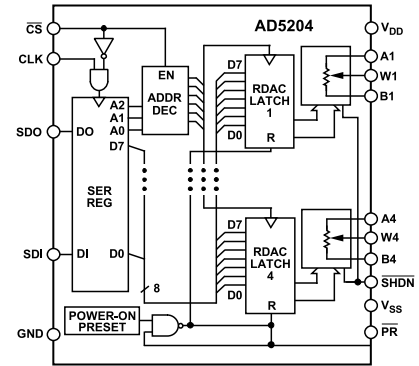 AD5204
CS
CLK
SDO
SDI
GND
EN
ADDR
DEC
A2
A1
A0
D7
DO
SER
REG
DI
D0
8
POWER-ON
PRESET
D7
D0
RDAC
LATCH
1
R
D7
D0
RDAC
LATCH
4
R
VDD
A1
W1
B1
A4
W4
B4
SHDN
VSS
PR